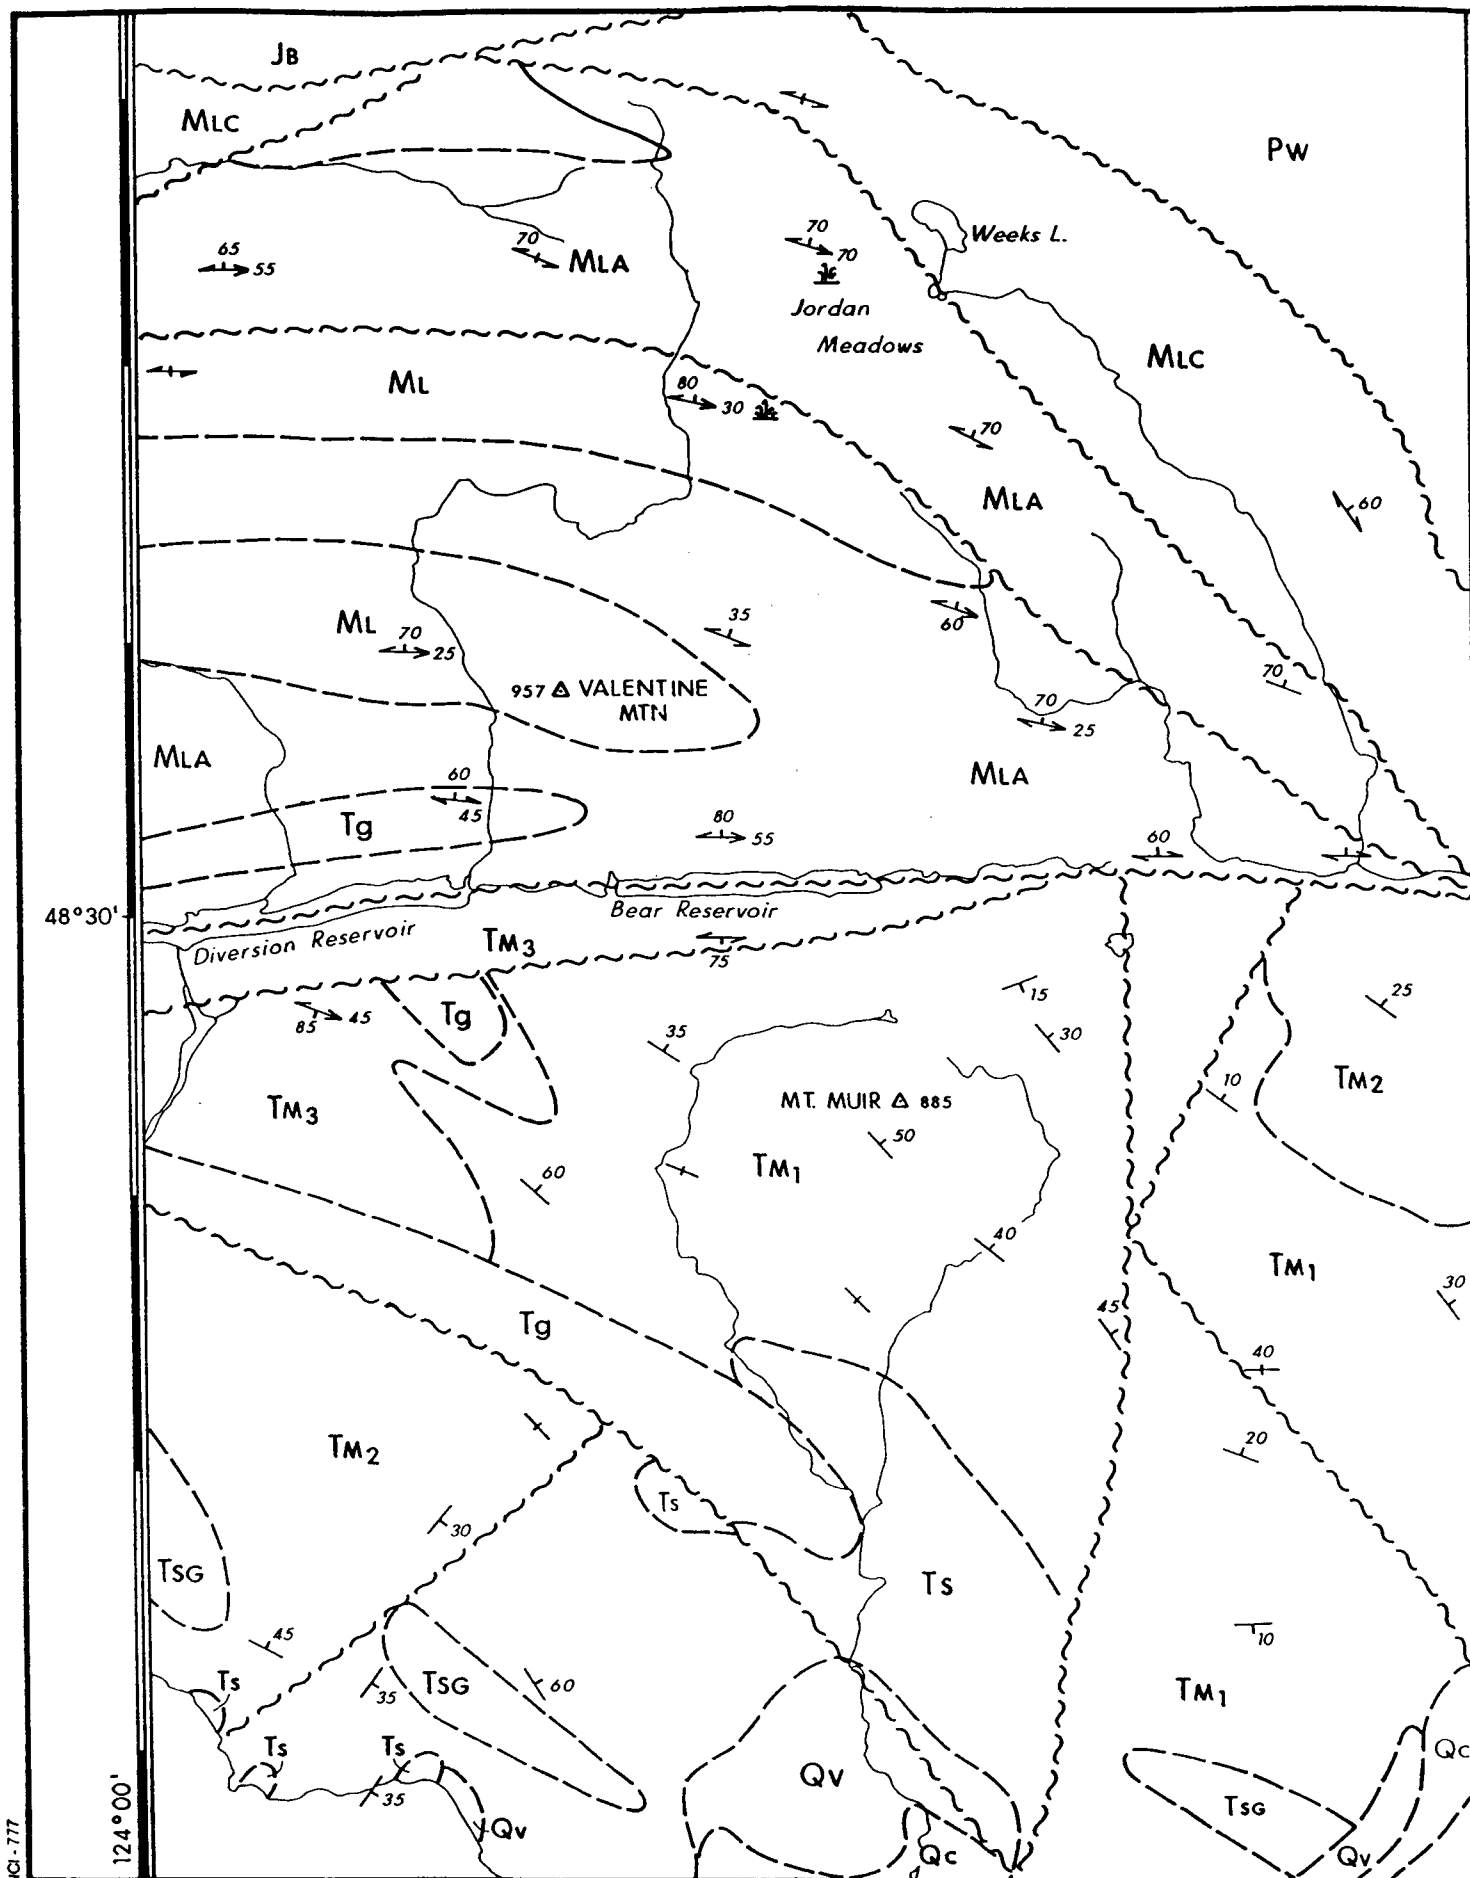 JB
MLC
PW
65
55
70
MLA
70
70
Weeks L.
Jordan
Meadows
MLC
ML
80
30
70
MLA
60
ML
70
25
35
60
957 △ VALENTINE
MTN
70
25
70
MLA
MLA
60
45
Tg
80
55
60
48°30'
Diversion Reservoir
Bear Reservoir
TM3
75
15
25
85
45
Tg
35
30
10
TM2
MT. MUIR △ 885
TM3
50
TM1
60
40
TM1
30
Tg
45
40
TM2
20
30
Ts
TSG
Ts
45
10
Ts
35
TSG
60
TM1
Ts
Ts
35
Qv
Qv
Qc
TSG
Qv
Qc
124°00'
ICI-777